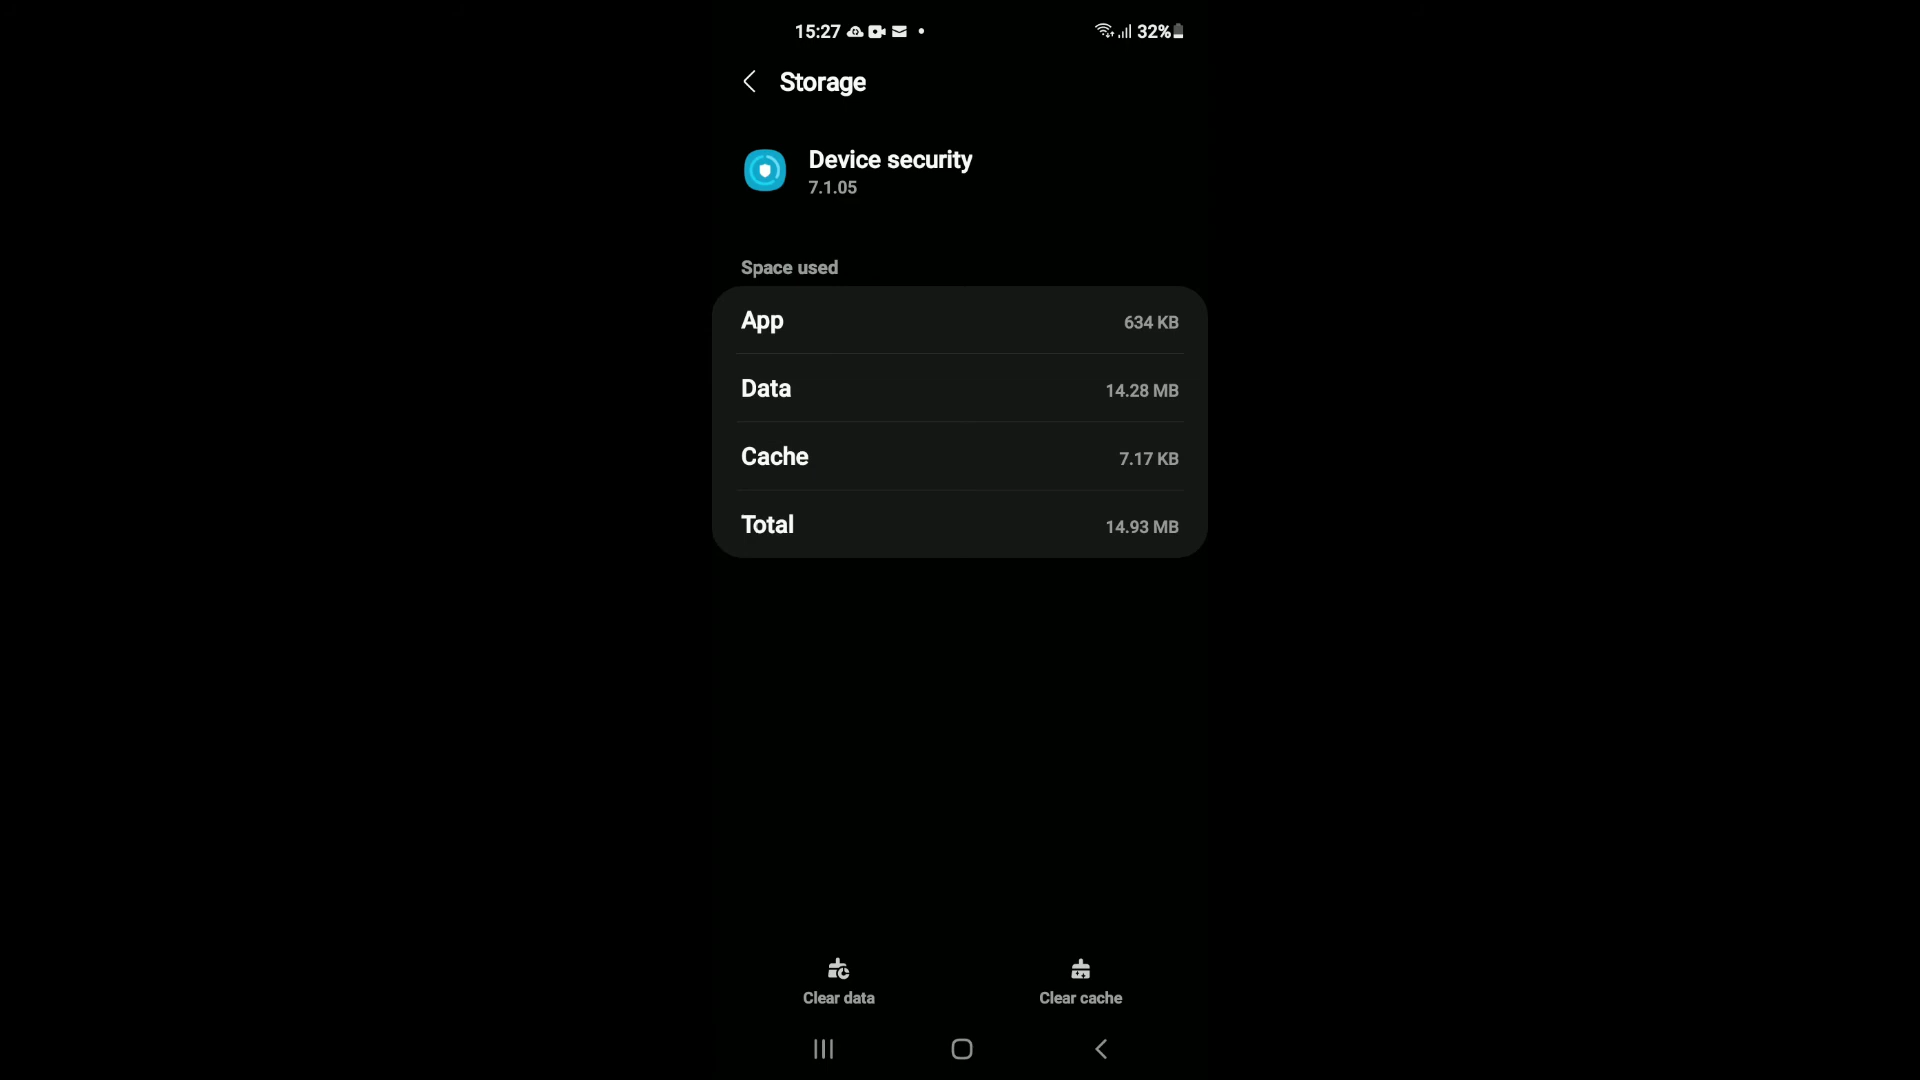 15:27
32%
Storage
Device security
7.1.05
Space used
App 634 KB
Data 14.28 MB
Cache 7.17 KB
Total 14.93 MB
Clear data Clear cache